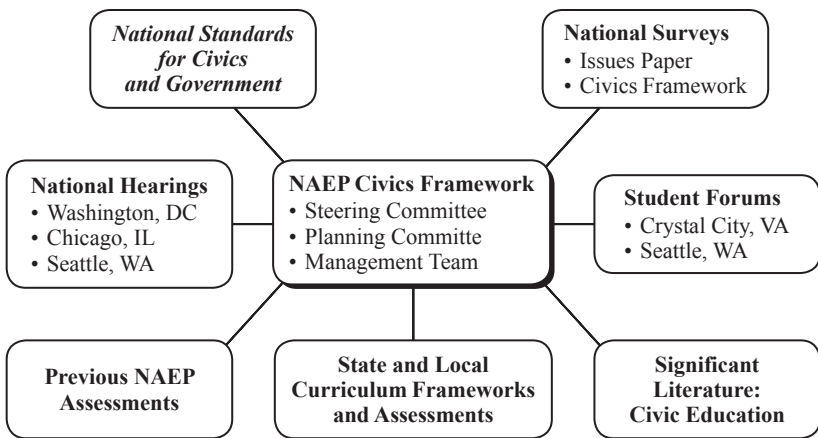 National Standards
for Civics
and Government
National Surveys
• Issues Paper
• Civics Framework
National Hearings
• Washington, DC
• Chicago, IL
• Seattle, WA
NAEP Civics Framework
• Steering Committee
• Planning Committe
• Management Team
Student Forums
• Crystal City, VA
• Seattle, WA
Previous NAEP
Assessments
State and Local
Curriculum Frameworks
and Assessments
Significant
Literature:
Civic Education